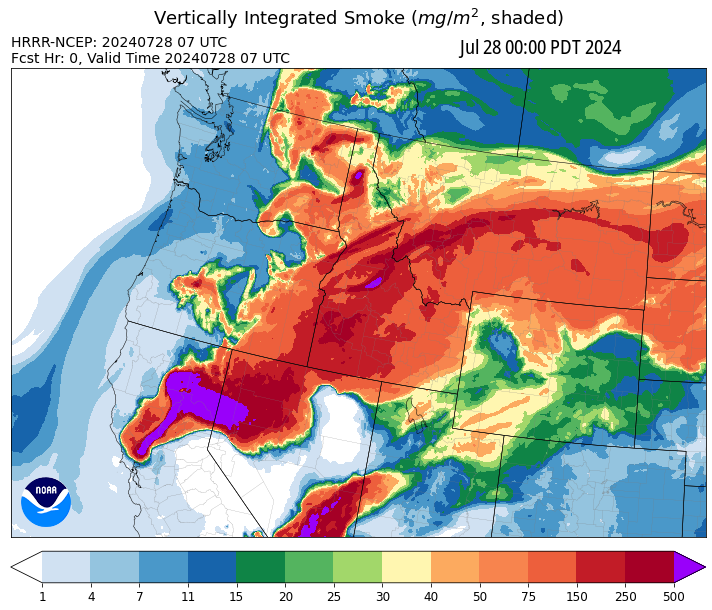 Vertically Integrated Smoke (mg/m², shaded)
HRRR-NCEP: 20240728 07 UTC
Jul 28 00:00 PDT 2024
Fcst Hr: 0, Valid Time 20240728 07 UTC
NOAA
1 4 7 11 15 20 25 30 40 50 75 150 250 500